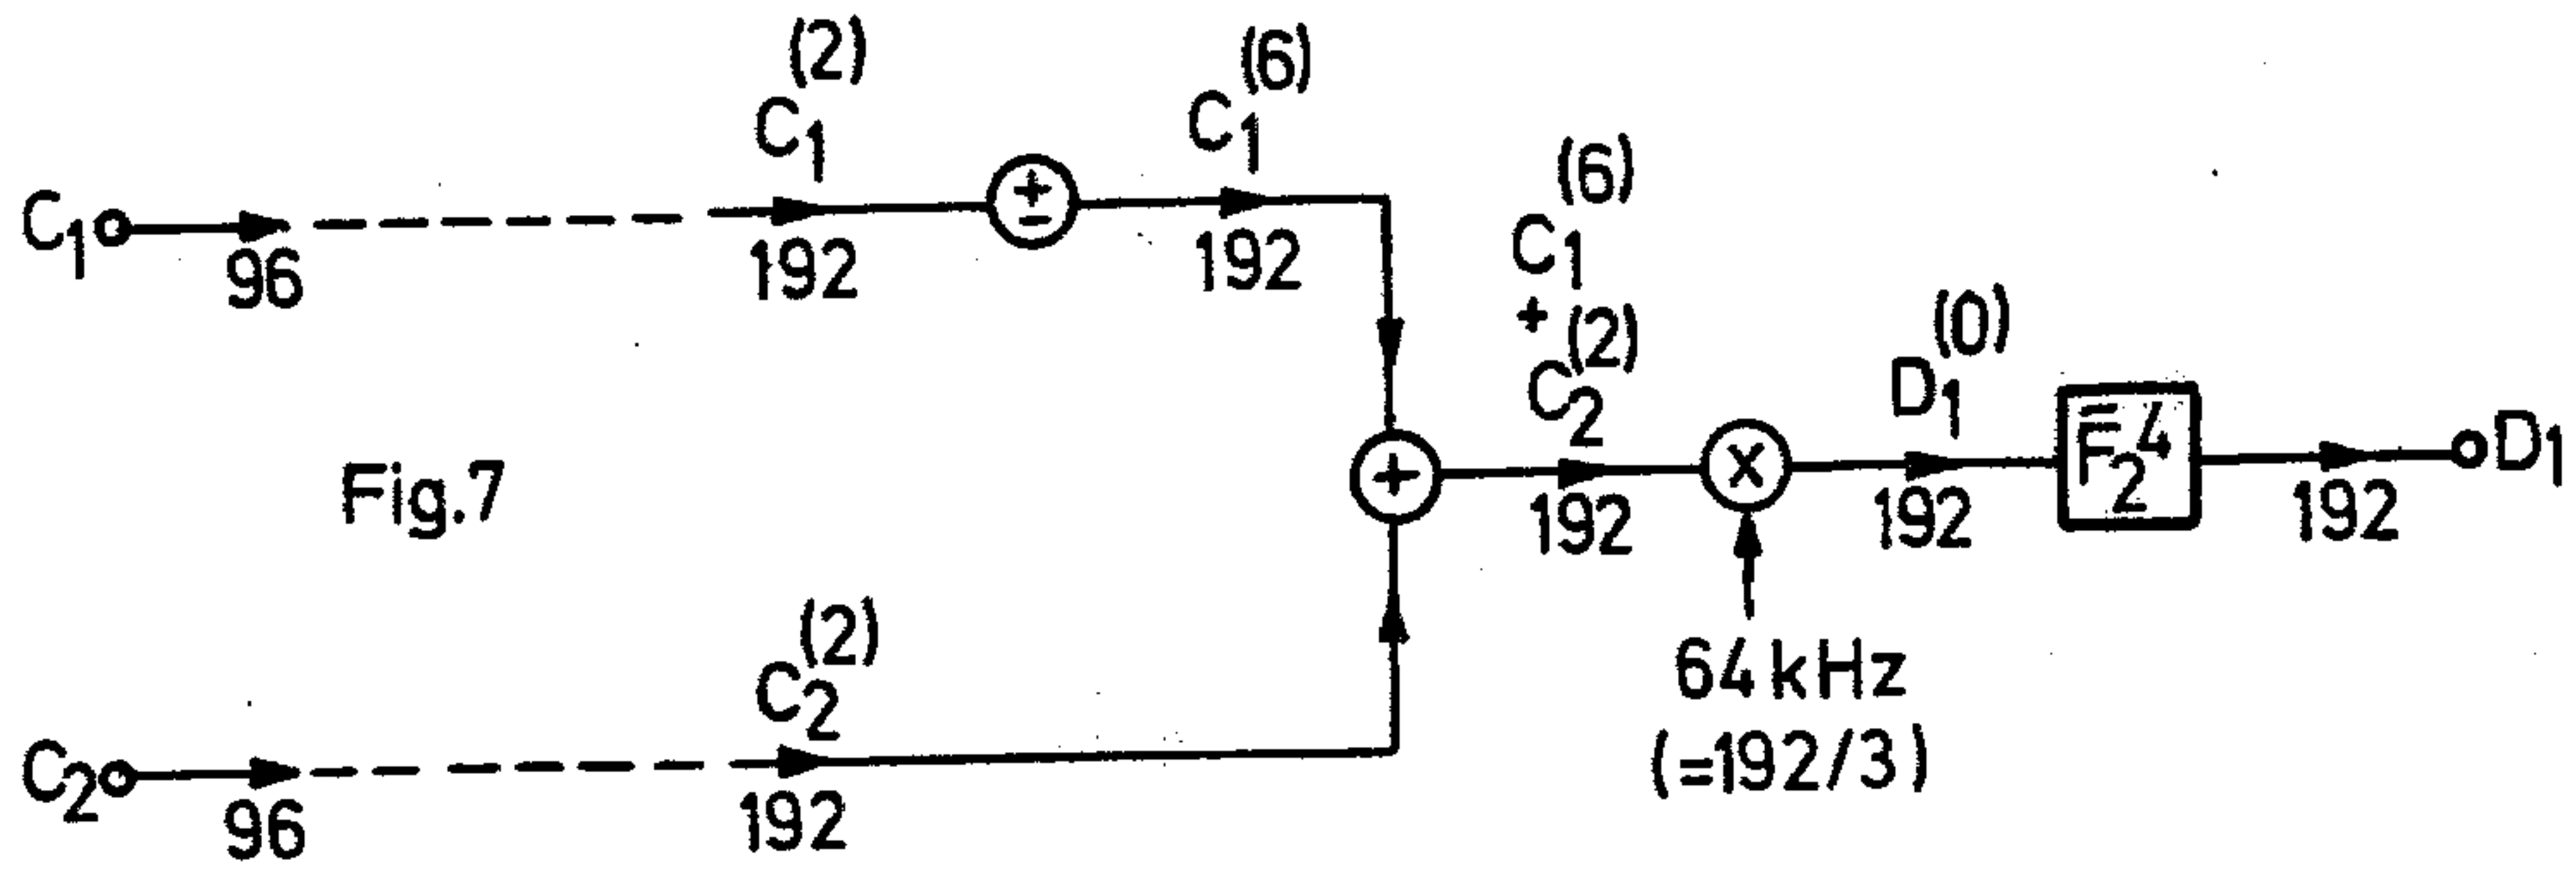 C1
96
C1(2)
192
±
C1(6)
192
C1(6)
+
C2(2)
192
+
x
64 kHz
(=192/3)
D1(0)
192
F̅2 4
192
D1
Fig.7
C2
96
C2(2)
192